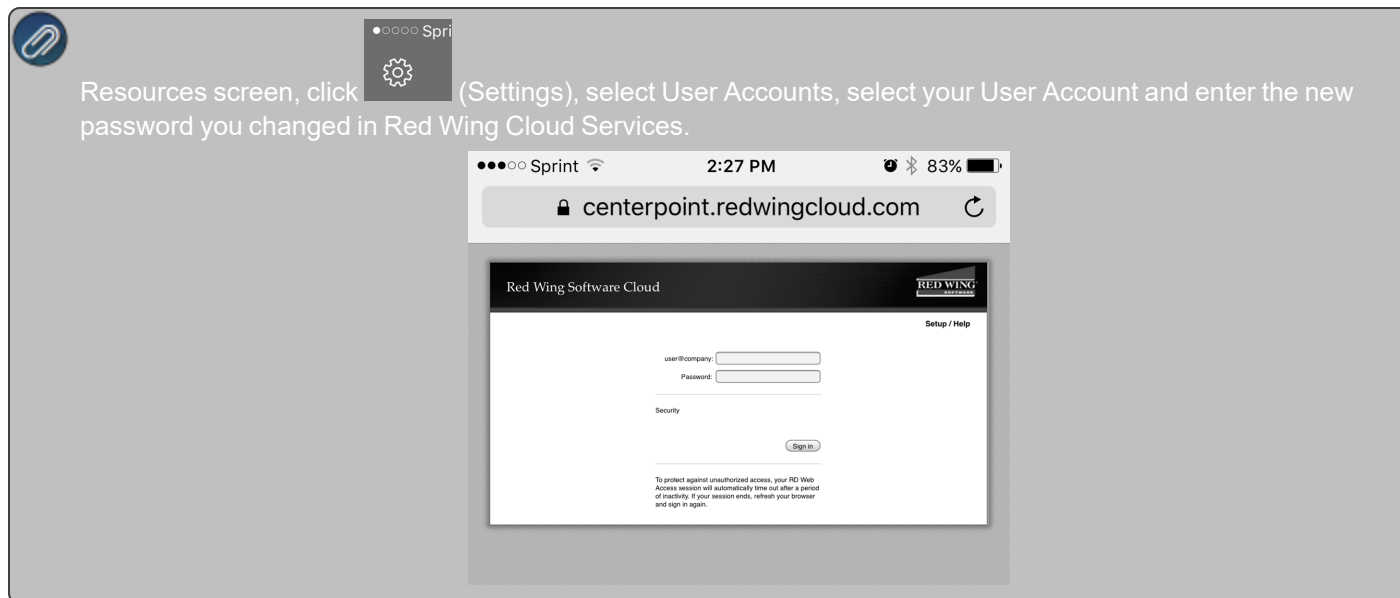 ●○○○○ Spri
Resources screen, click (Settings), select User Accounts, select your User Account and enter the new
password you changed in Red Wing Cloud Services.
●●●○○ Sprint 2:27 PM 83%
centerpoint.redwingcloud.com
Red Wing Software Cloud
RED WING
SOFTWARE
Setup / Help
user@company:
Password:
Security
Sign in
To protect against unauthorized access, your RD Web
Access session will automatically time out after a period
of inactivity. If your session ends, refresh your browser
and sign in again.